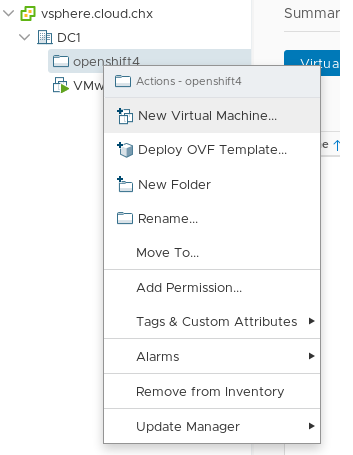 vsphere.cloud.chx
Summar
DC1
openshift4
Virtua
VMw
Actions - openshift4
New Virtual Machine...
Deploy OVF Template...
New Folder
Rename...
Move To...
Add Permission...
Tags & Custom Attributes
Alarms
Remove from Inventory
Update Manager